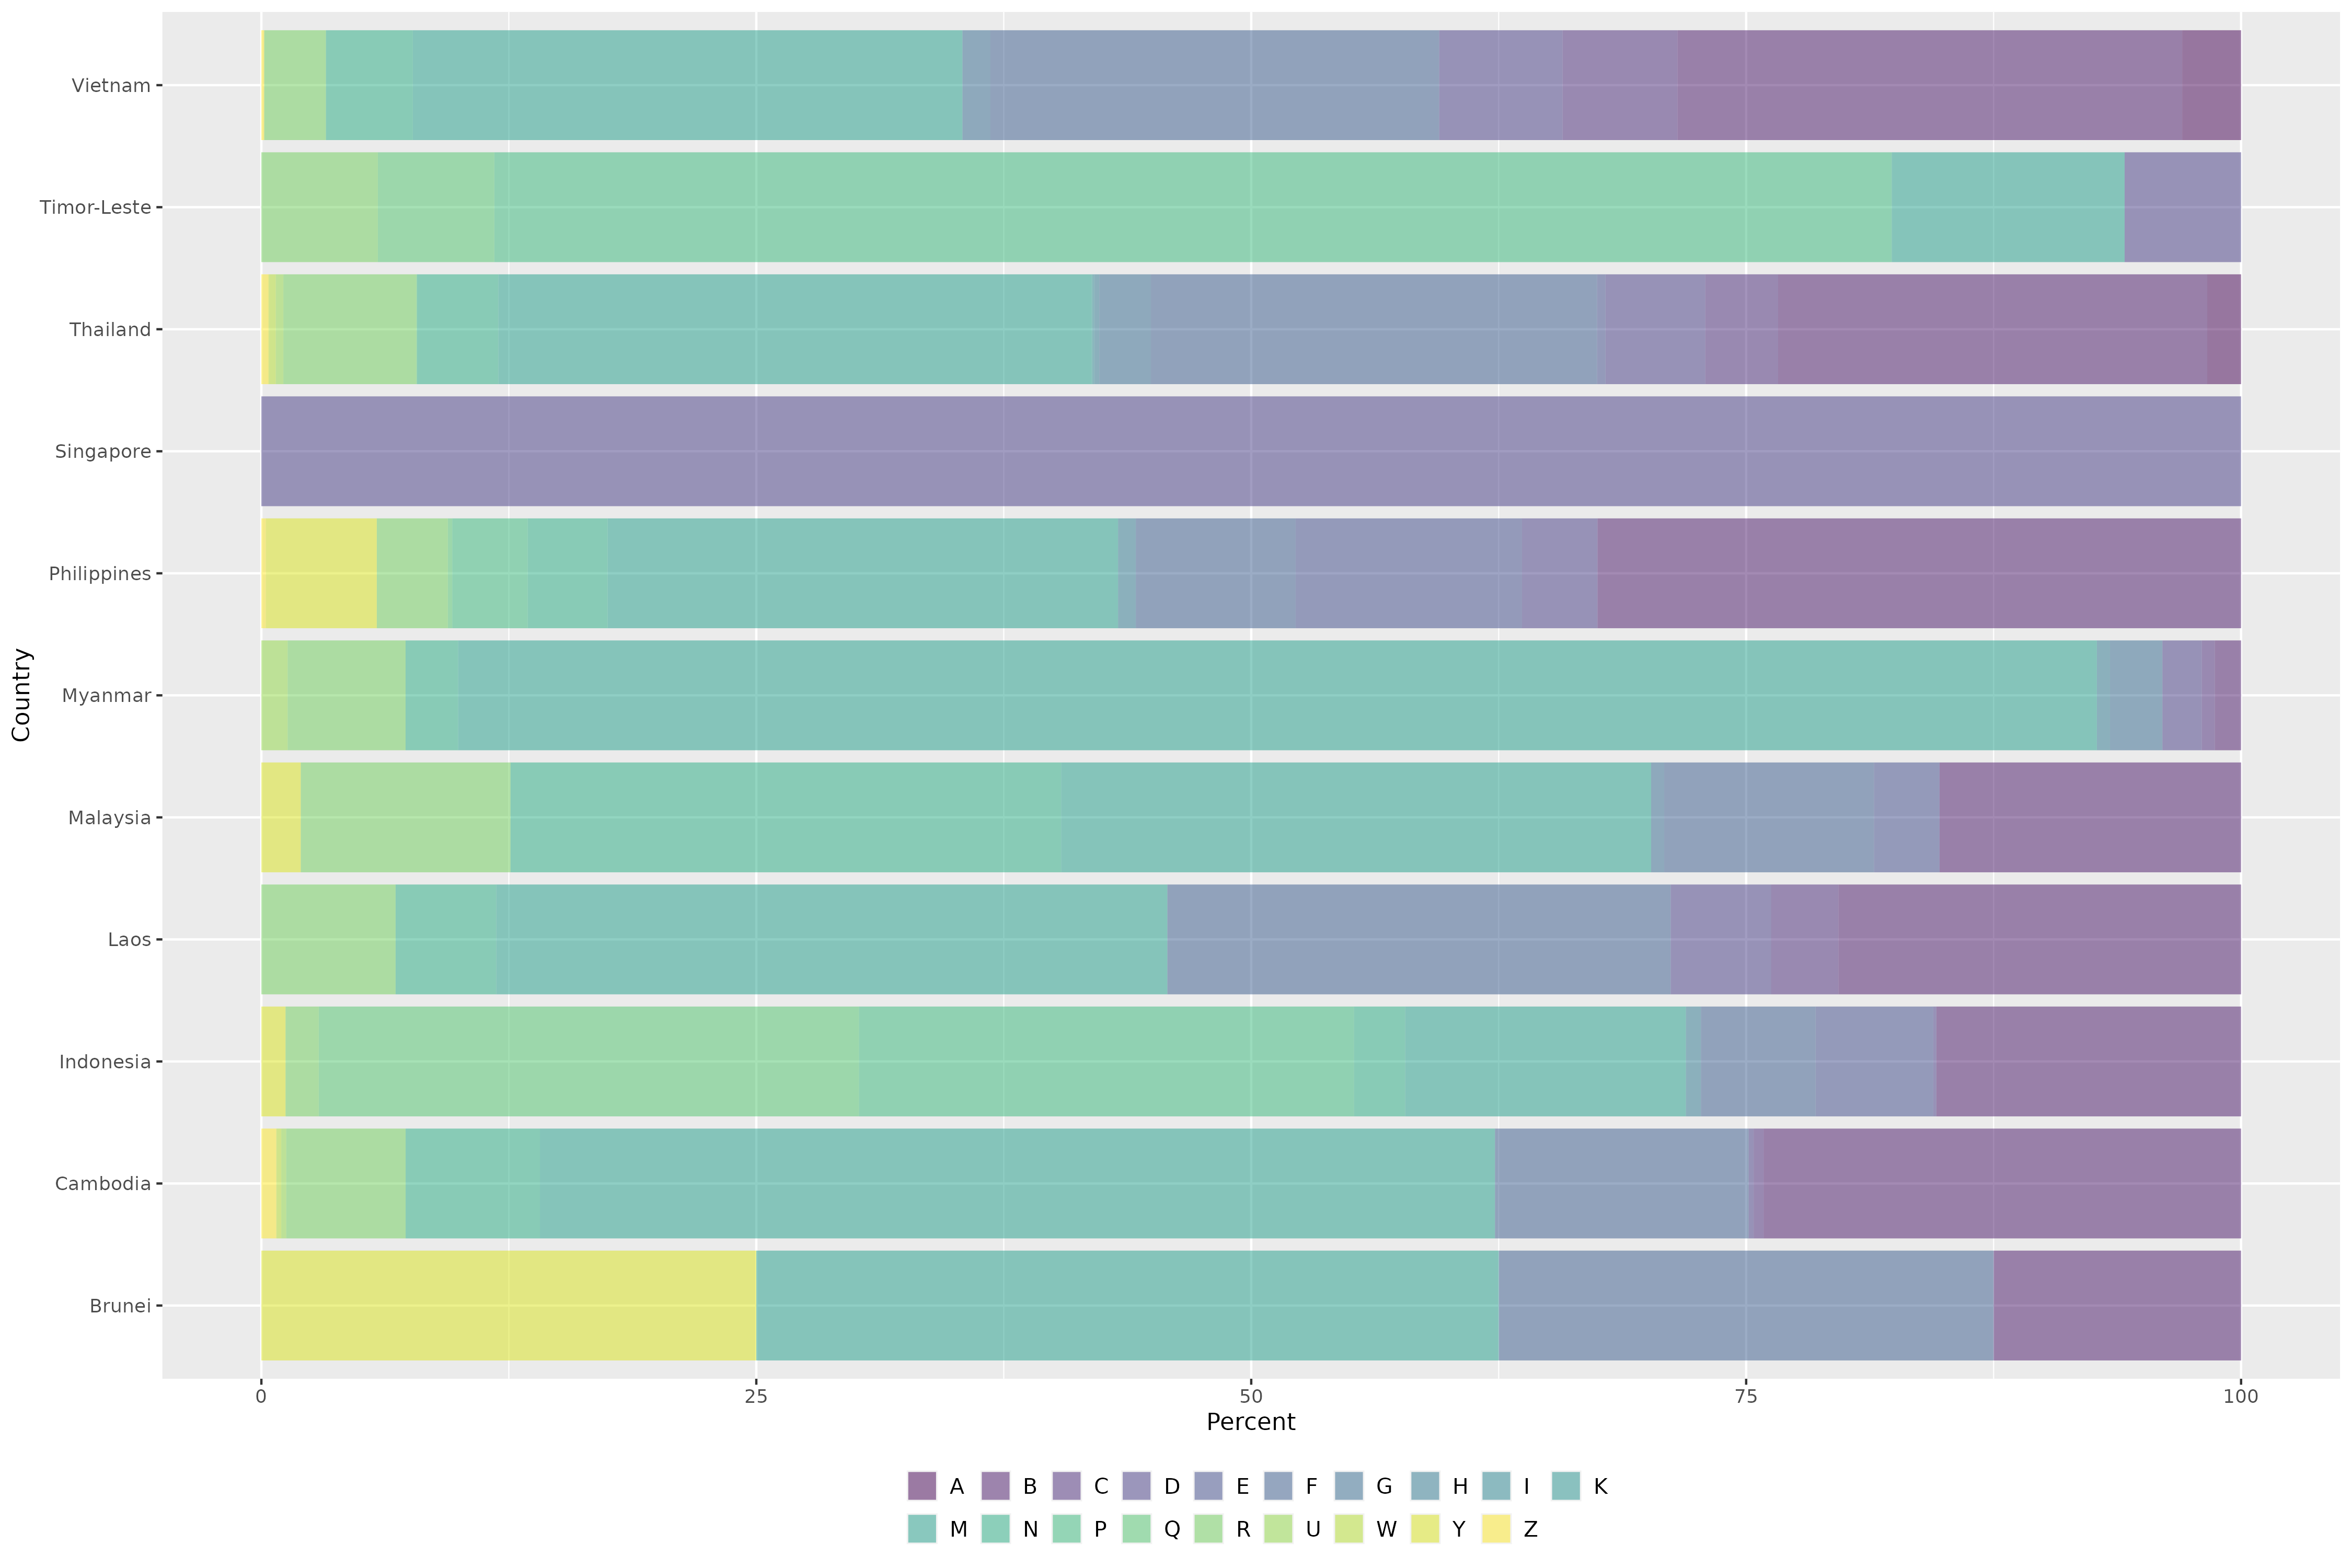 Vietnam
Timor-Leste
Thailand
Singapore
Philippines
Myanmar
Malaysia
Laos
Indonesia
Cambodia
Brunei
Country
0 25 50 75 100
Percent
A B C D E F G H I K
M N P Q R U W Y Z